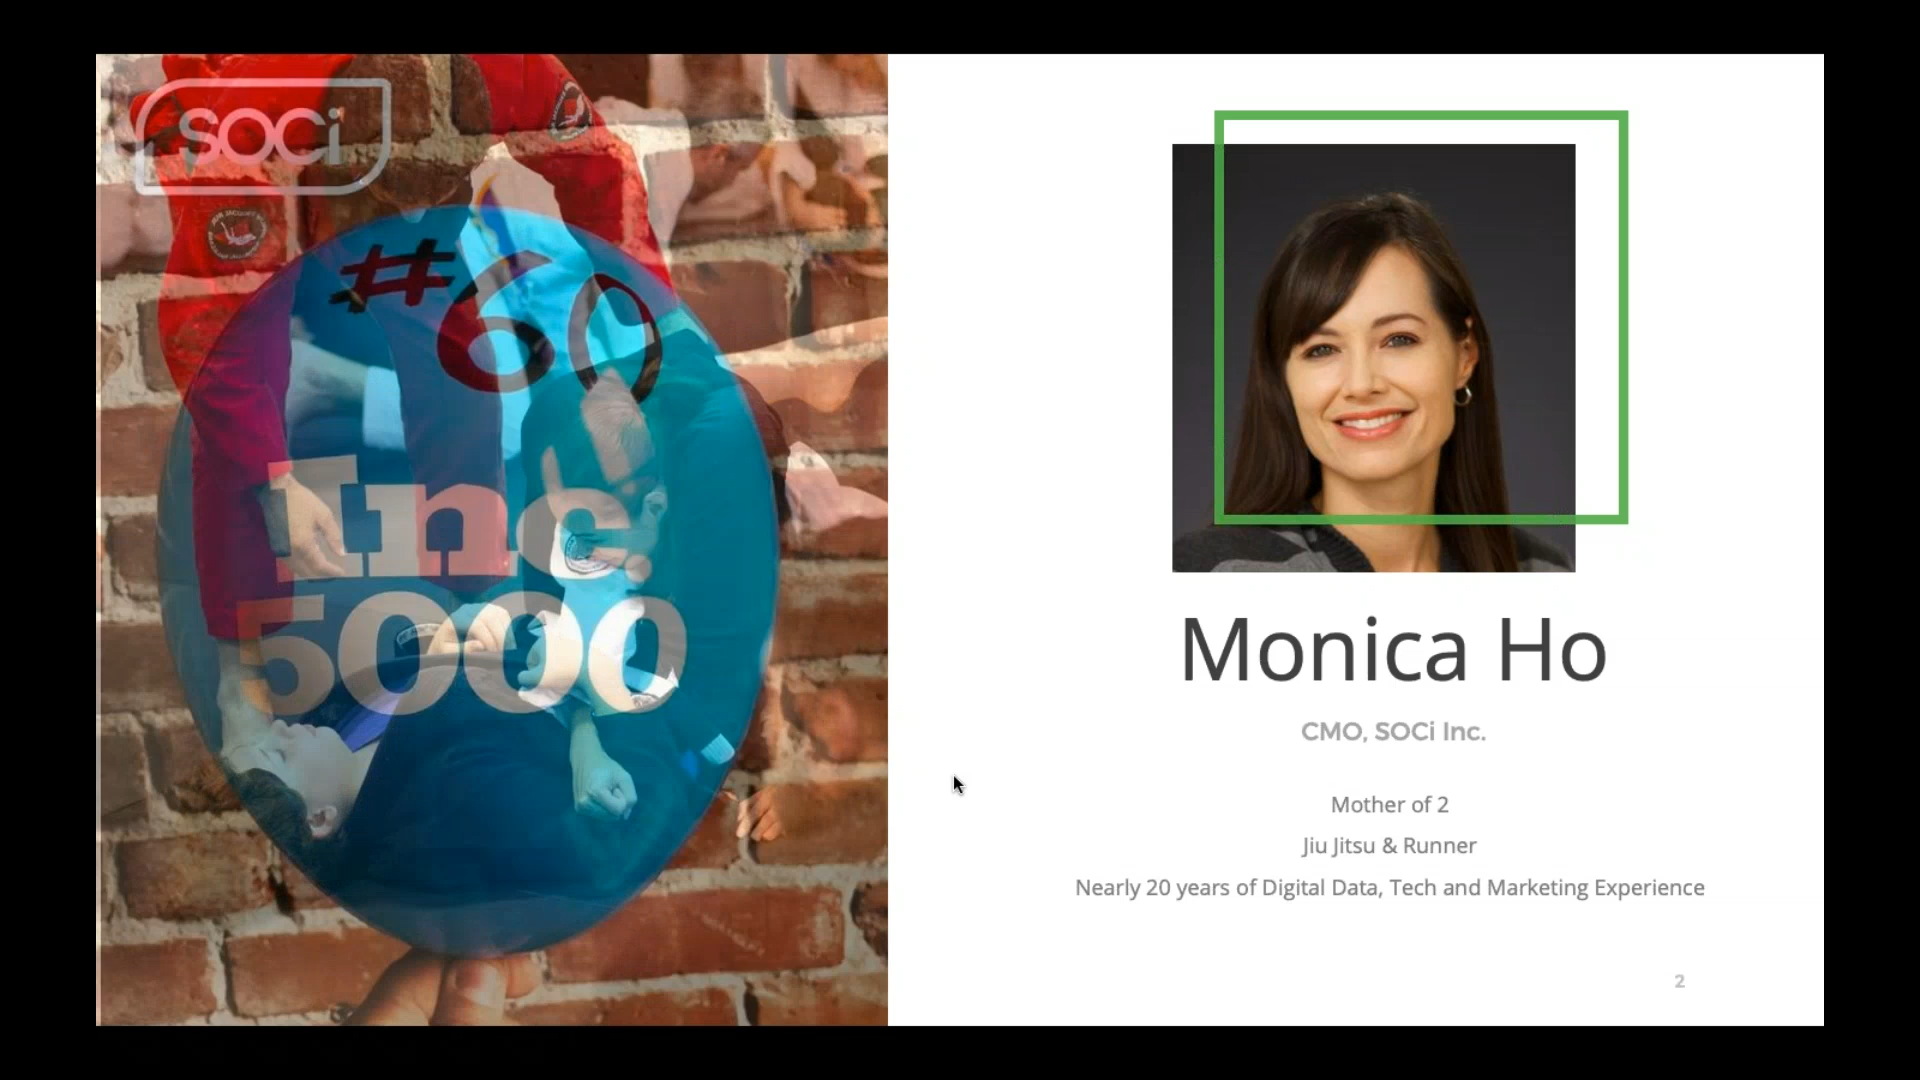 SOCi
#60
Inc.
5000
Monica Ho
CMO, SOCi Inc.
Mother of 2
Jiu Jitsu & Runner
Nearly 20 years of Digital Data, Tech and Marketing Experience
2